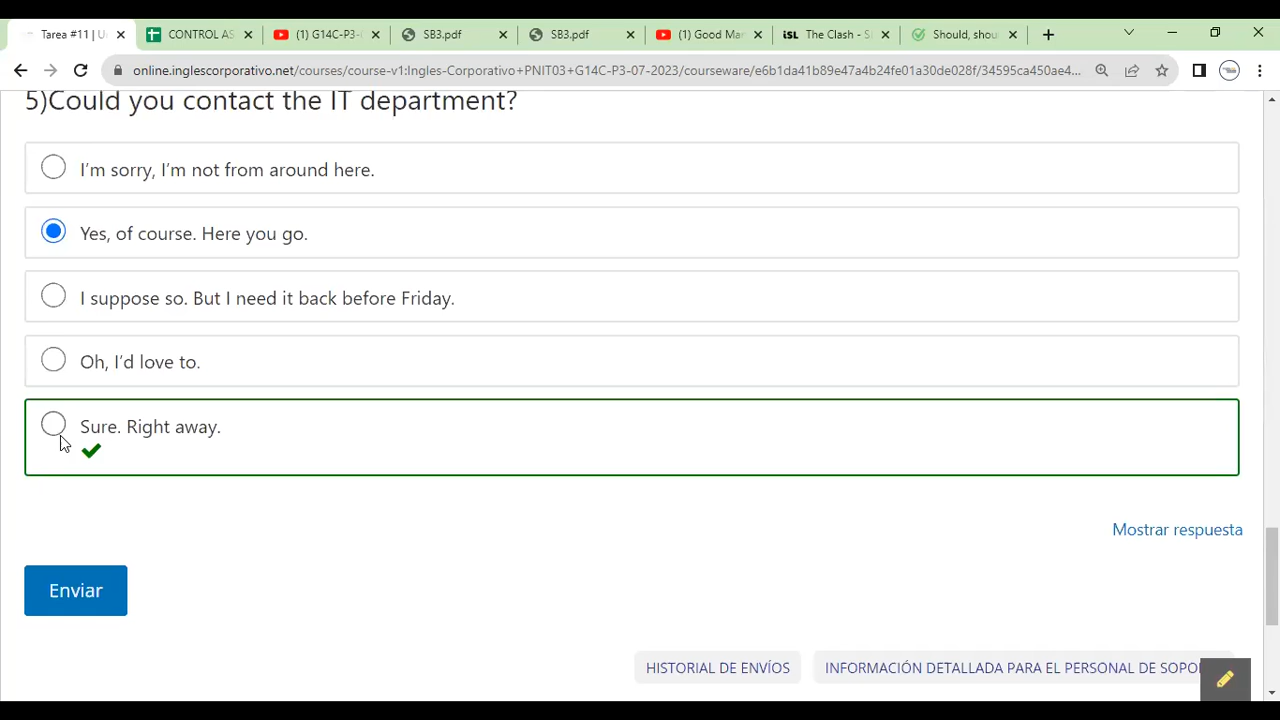 Tarea #11 | U
CONTROL AS
(1) G14C-P3-
SB3.pdf
SB3.pdf
(1) Good Ma
iSL
The Clash - S
Should, shou
online.inglescorporativo.net/courses/course-v1:Ingles-Corporativo+PNIT03+G14C-P3-07-2023/courseware/e6b1da41b89e47a4b24fe01a30de028f/34595ca450ae4...
5)Could you contact the IT department?
I'm sorry, I'm not from around here.
Yes, of course. Here you go.
I suppose so. But I need it back before Friday.
Oh, I'd love to.
Sure. Right away.
Mostrar respuesta
Enviar
HISTORIAL DE ENVÍOS
INFORMACIÓN DETALLADA PARA EL PERSONAL DE SOPO